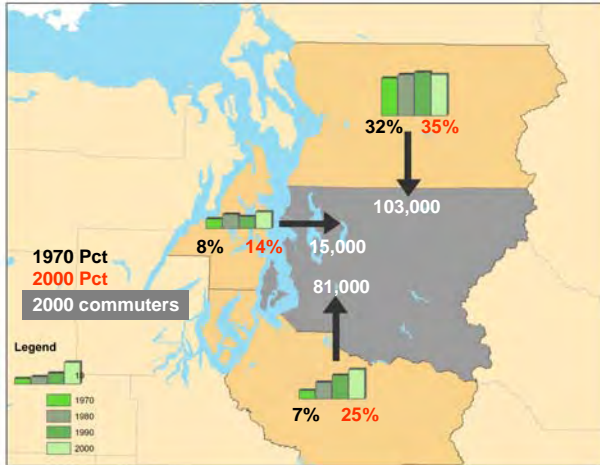 32% 35%
103,000
8% 14% 15,000
1970 Pct
2000 Pct
2000 commuters
81,000
Legend
19
1970
1980
1990
2000
7% 25%